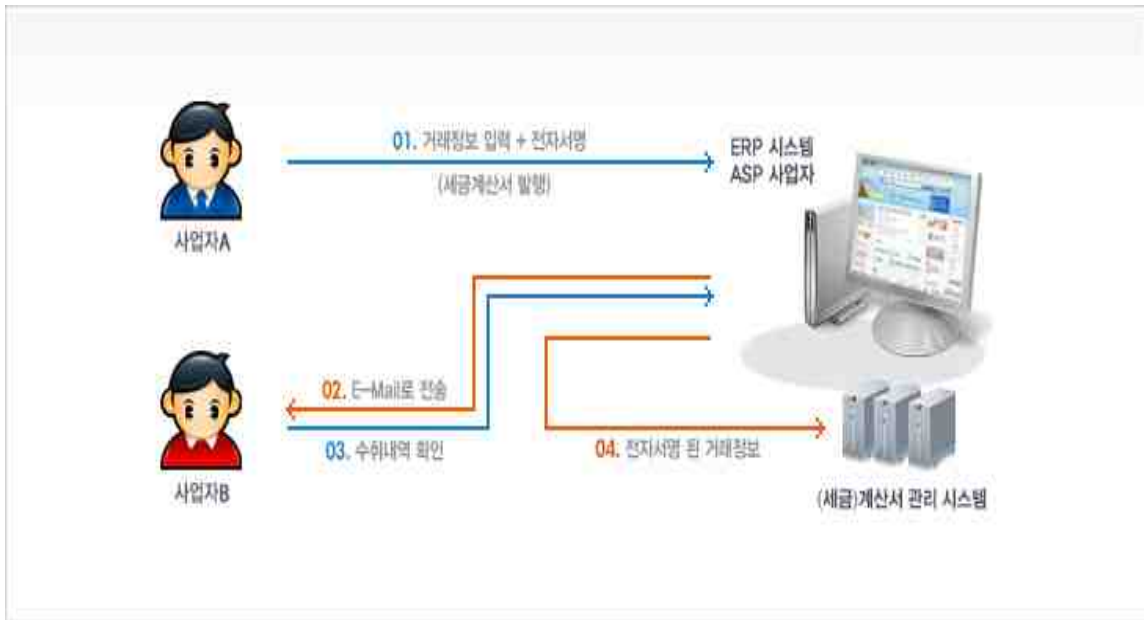 01. 거래정보 입력 + 전자서명
(세금계산서 발행)
ERP 시스템
ASP 사업자
사업자A
02. E-Mail로 전송
03. 수취내역 확인
사업자B
04. 전자서명 된 거래정보
(세금)계산서 관리 시스템